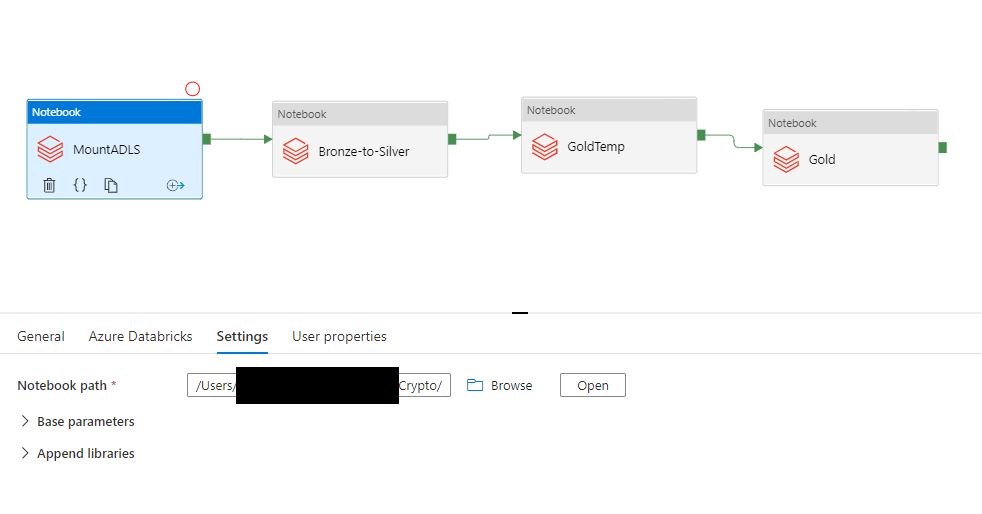 Notebook
MountADLS
Notebook
Bronze-to-Silver
Notebook
GoldTemp
Notebook
Gold
General Azure Databricks Settings User properties
Notebook path * /Users/ Crypto/ Browse Open
Base parameters
Append libraries